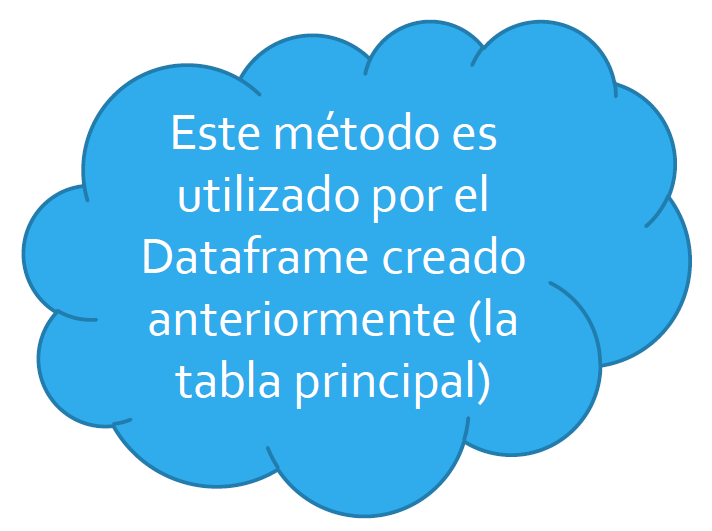 Este método es
utilizado por el
Dataframe creado
anteriormente (la
tabla principal)